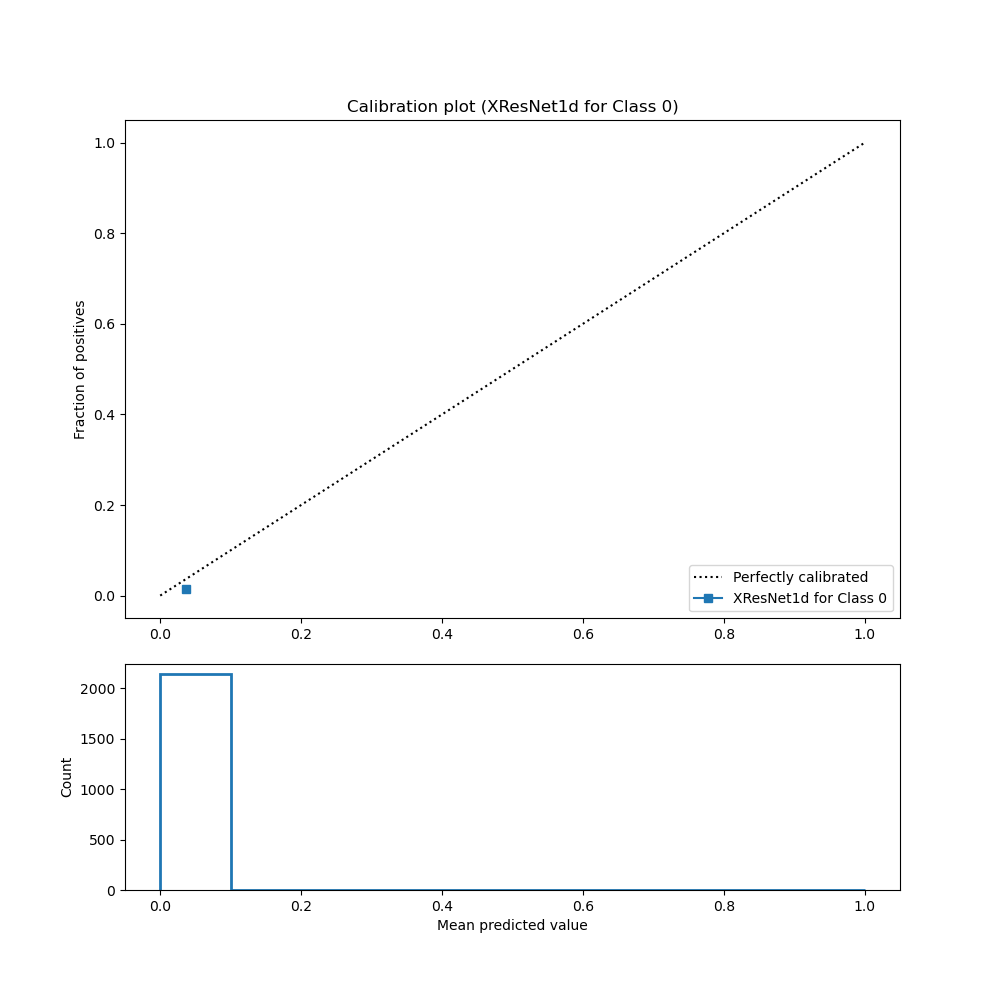 Calibration plot (XResNet1d for Class 0)
Fraction of positives
1.0
0.8
0.6
0.4
0.2
0.0
Perfectly calibrated
XResNet1d for Class 0
0.0 0.2 0.4 0.6 0.8 1.0
Count
2000
1500
1000
500
0
0.0 0.2 0.4 0.6 0.8 1.0
Mean predicted value